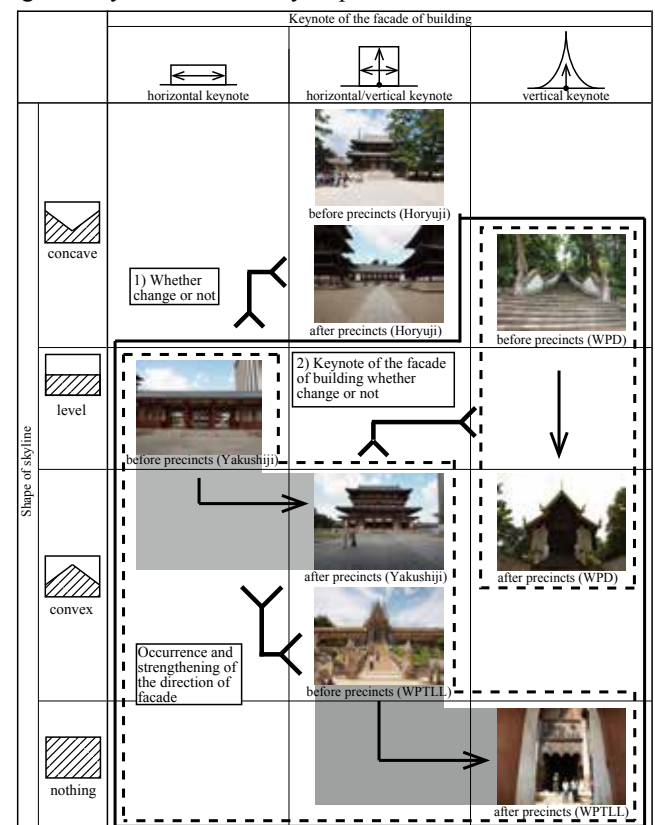 Keynote of the facade of building
horizontal keynote
horizontal/vertical keynote
vertical keynote
Shape of skyline
concave
before precincts (Horyuji)
1) Whether
change or not
after precincts (Horyuji)
before precincts (WPD)
level
2) Keynote of the facade
of building whether
change or not
before precincts (Yakushiji)
convex
after precincts (Yakushiji)
after precincts (WPD)
Occurrence and
strengthening of
the direction of
facade
before precincts (WPTLL)
nothing
after precincts (WPTLL)